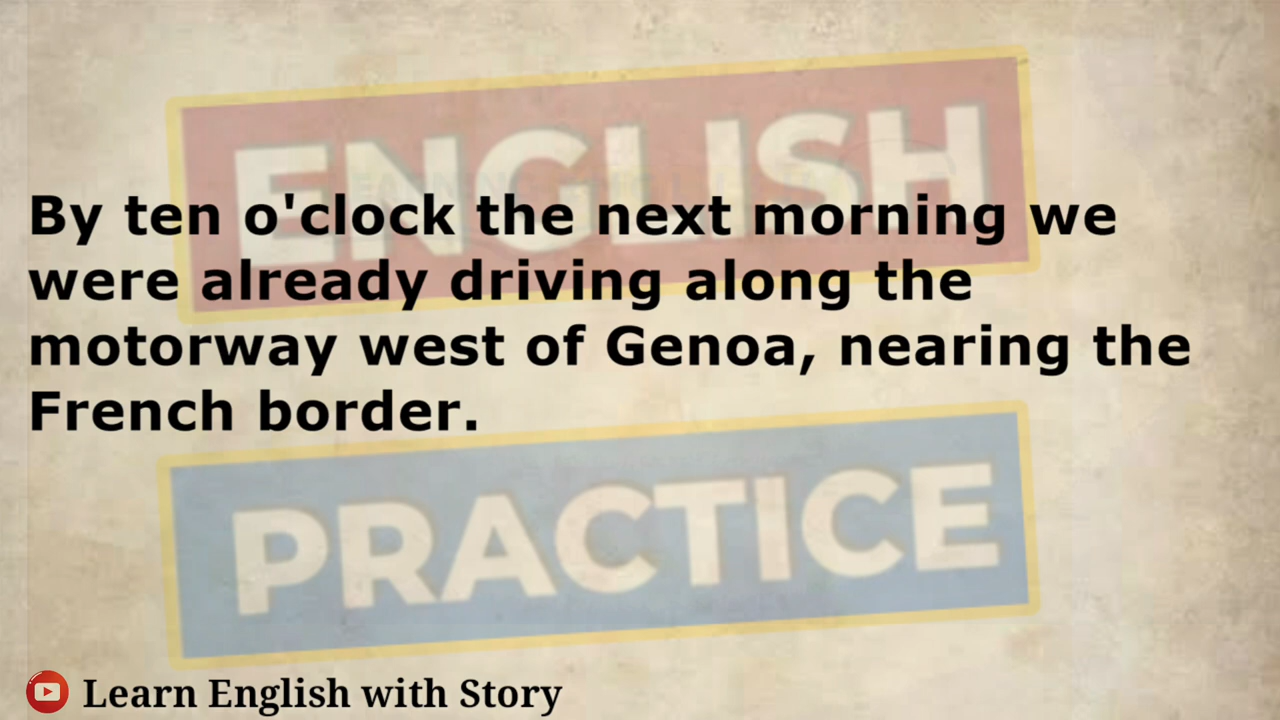 ENGLISH
By ten o'clock the next morning we
were already driving along the
motorway west of Genoa, nearing the
French border.
PRACTICE
Learn English with Story